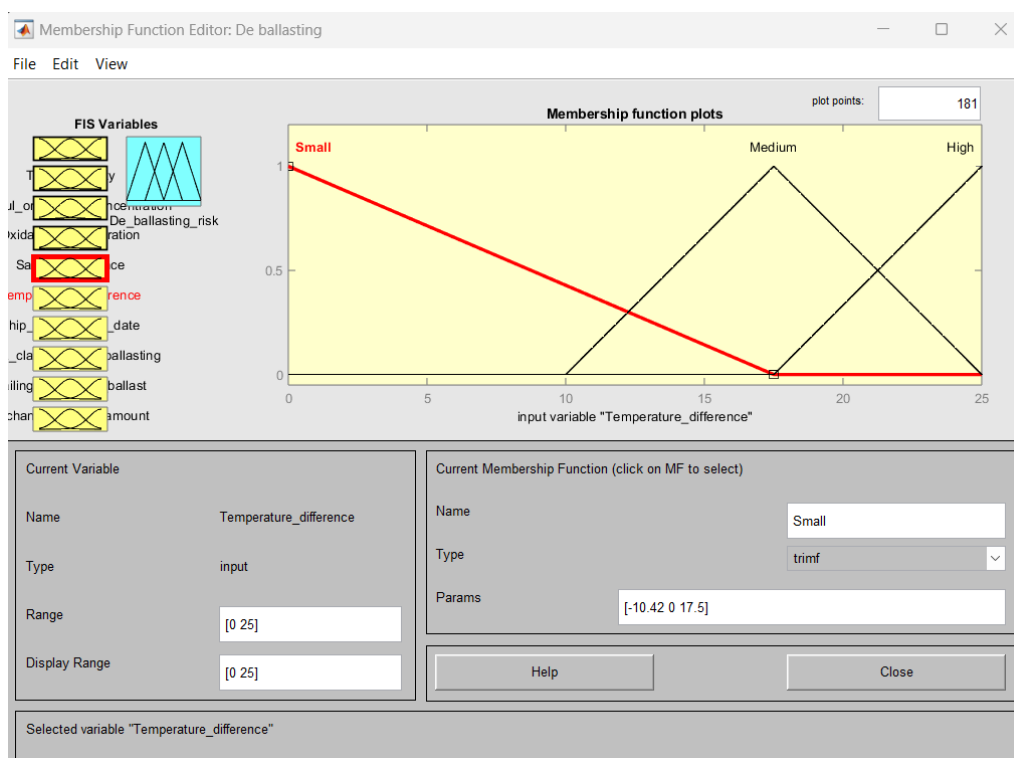 Membership Function Editor: De ballasting
File Edit View
FIS Variables
De_ballasting_risk
Membership function plots
plot points:
181
Small
Medium
High
1
0.5
0
0 5 10 15 20 25
input variable "Temperature_difference"
Current Variable
Name Temperature_difference
Type input
Range [0 25]
Display Range [0 25]
Current Membership Function (click on MF to select)
Name Small
Type trimf
Params [-10.42 0 17.5]
Help Close
Selected variable "Temperature_difference"